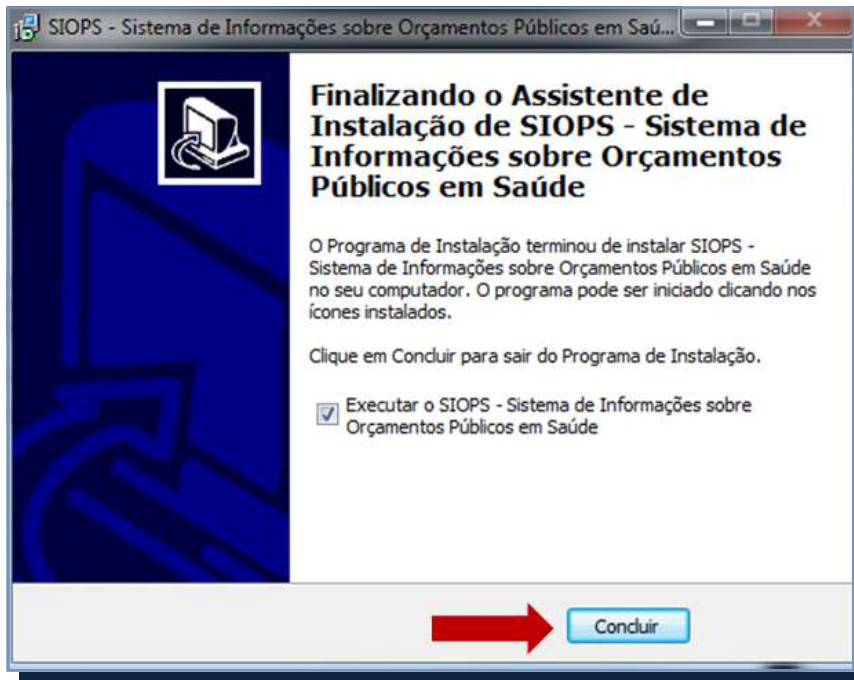 SIOPS - Sistema de Informações sobre Orçamentos Públicos em Saú...
Finalizando o Assistente de
Instalação de SIOPS - Sistema de
Informações sobre Orçamentos
Públicos em Saúde
O Programa de Instalação terminou de instalar SIOPS -
Sistema de Informações sobre Orçamentos Públicos em Saúde
no seu computador. O programa pode ser iniciado clicando nos
ícones instalados.
Clique em Concluir para sair do Programa de Instalação.
Executar o SIOPS - Sistema de Informações sobre
Orçamentos Públicos em Saúde
Concluir